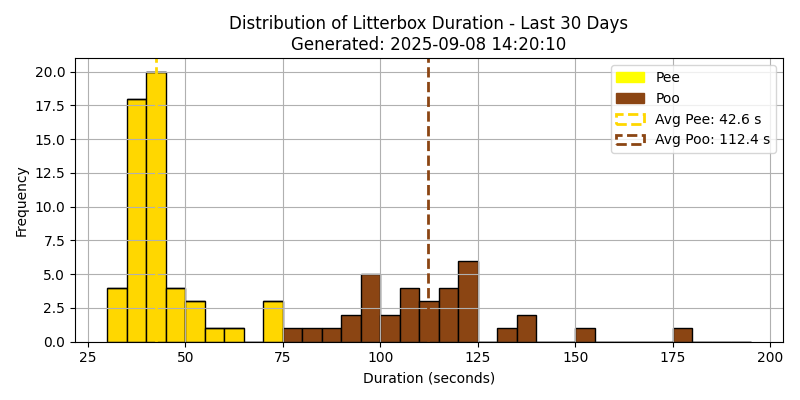 Distribution of Litterbox Duration - Last 30 Days
Generated: 2025-09-08 14:20:10
Pee
Poo
Avg Pee: 42.6 s
Avg Poo: 112.4 s
Frequency
20.0
17.5
15.0
12.5
10.0
7.5
5.0
2.5
0.0
25 50 75 100 125 150 175 200
Duration (seconds)